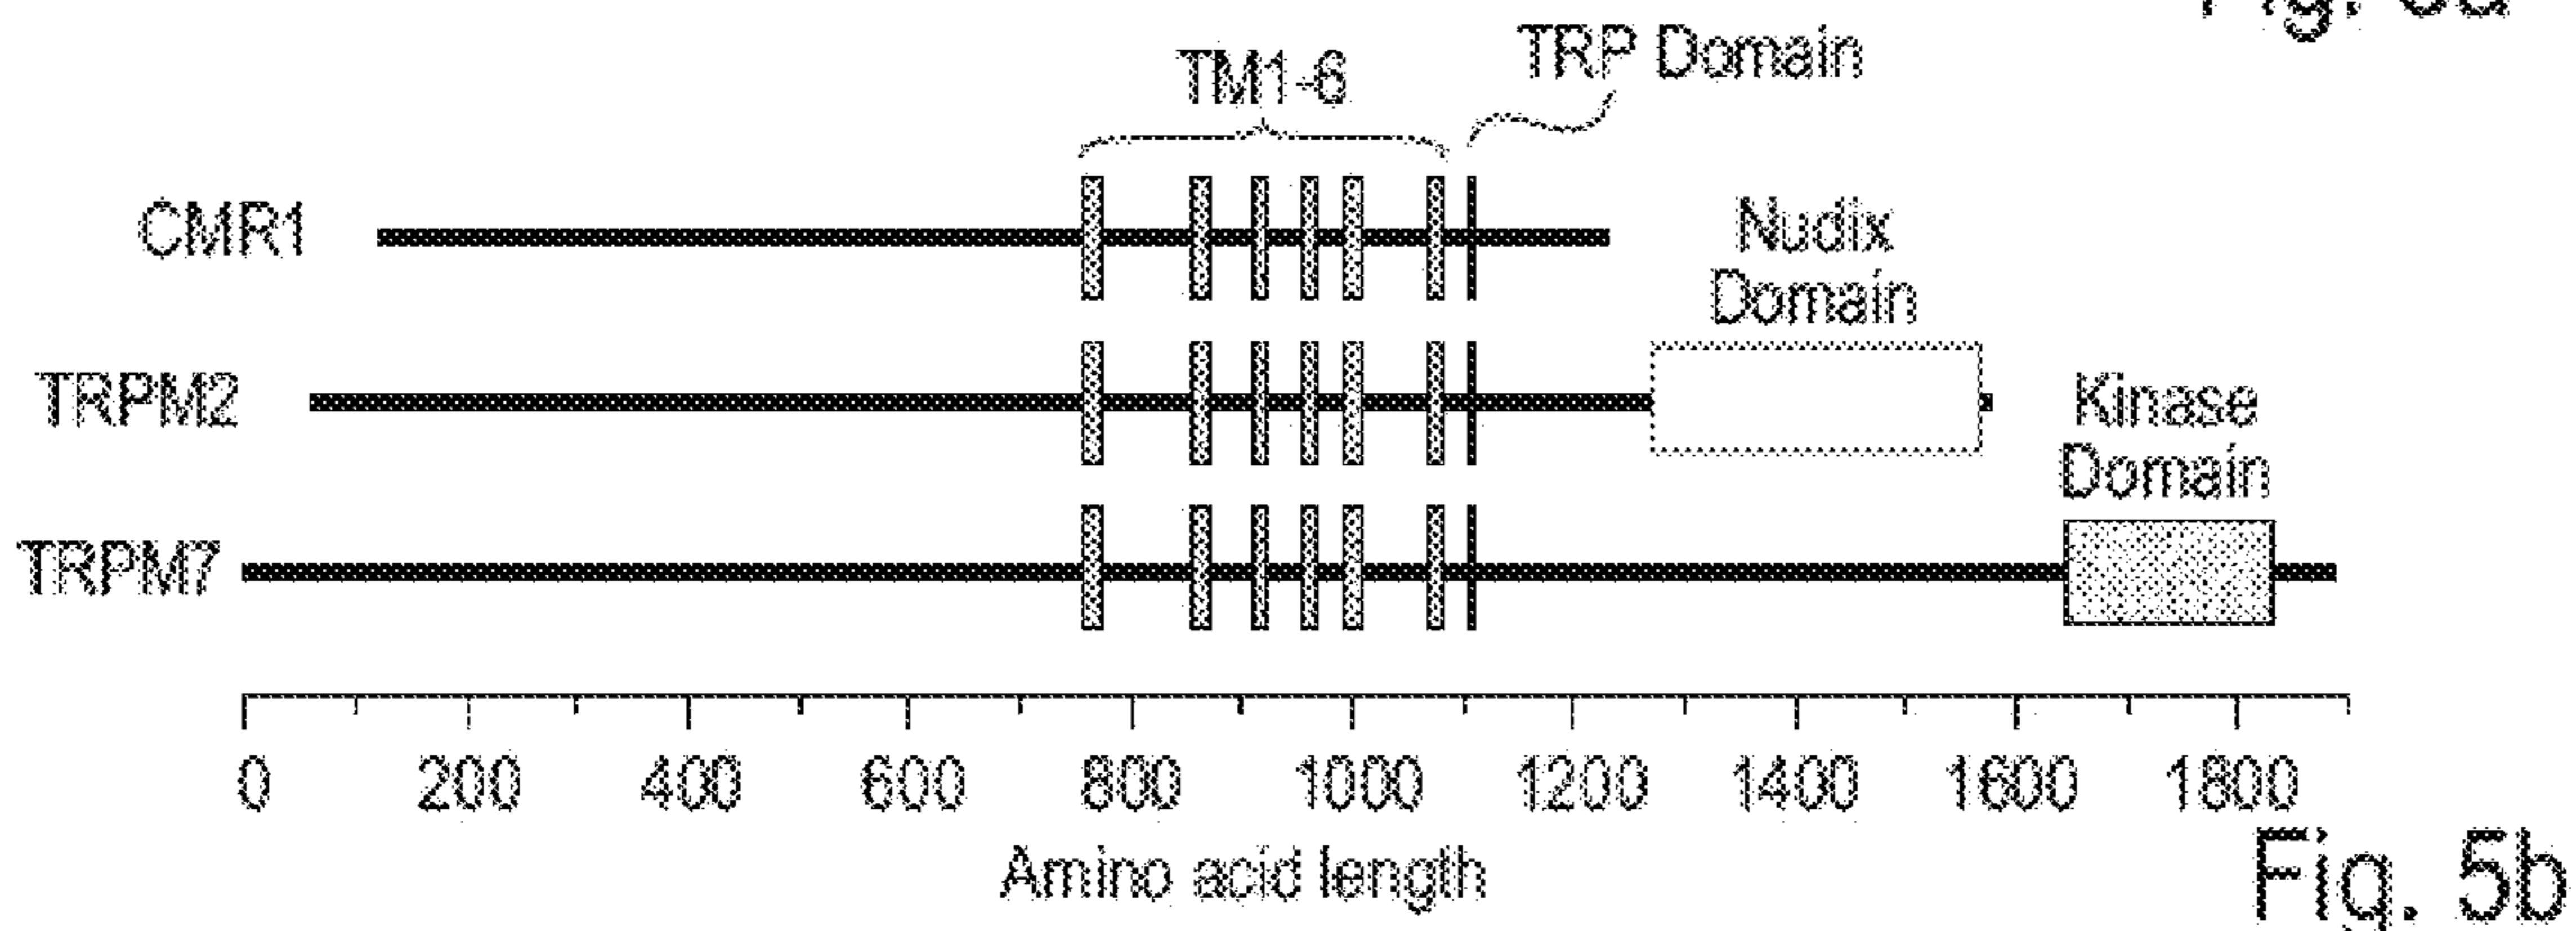 TM1-6
TRP Domain
CMR1
Nudix
Domain
TRPM2
Kinase
Domain
TRPM7
0 200 400 600 800 1000 1200 1400 1600 1800
Amino acid length
Fig. 5b